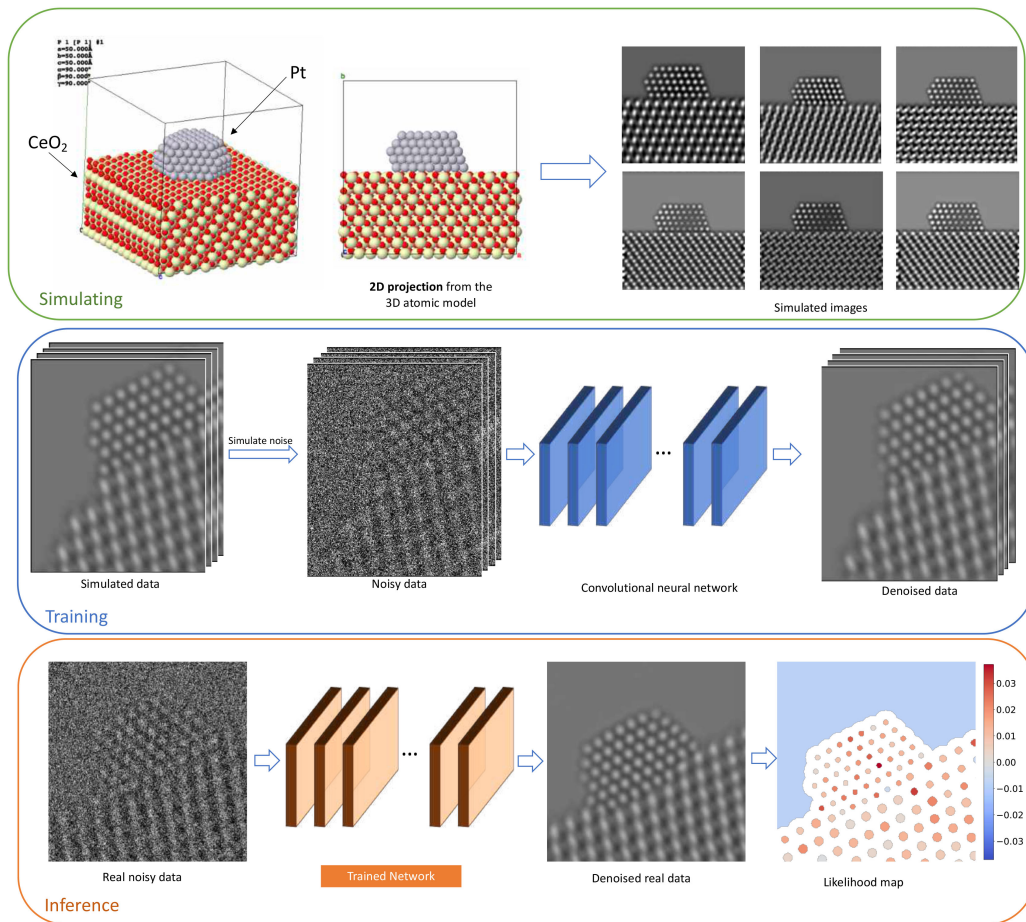 P 1 [P 1] #1
a=50.000Å
b=50.000Å
c=50.000Å
α=90.000°
β=90.000°
γ=90.000°
Pt
CeO2
b
a
c
2D projection from the
3D atomic model
Simulated images
Simulating
Simulate noise
...
Simulated data
Noisy data
Convolutional neural network
Denoised data
Training
...
0.03
0.02
0.01
0.00
−0.01
−0.02
−0.03
Real noisy data
Trained Network
Denoised real data
Likelihood map
Inference